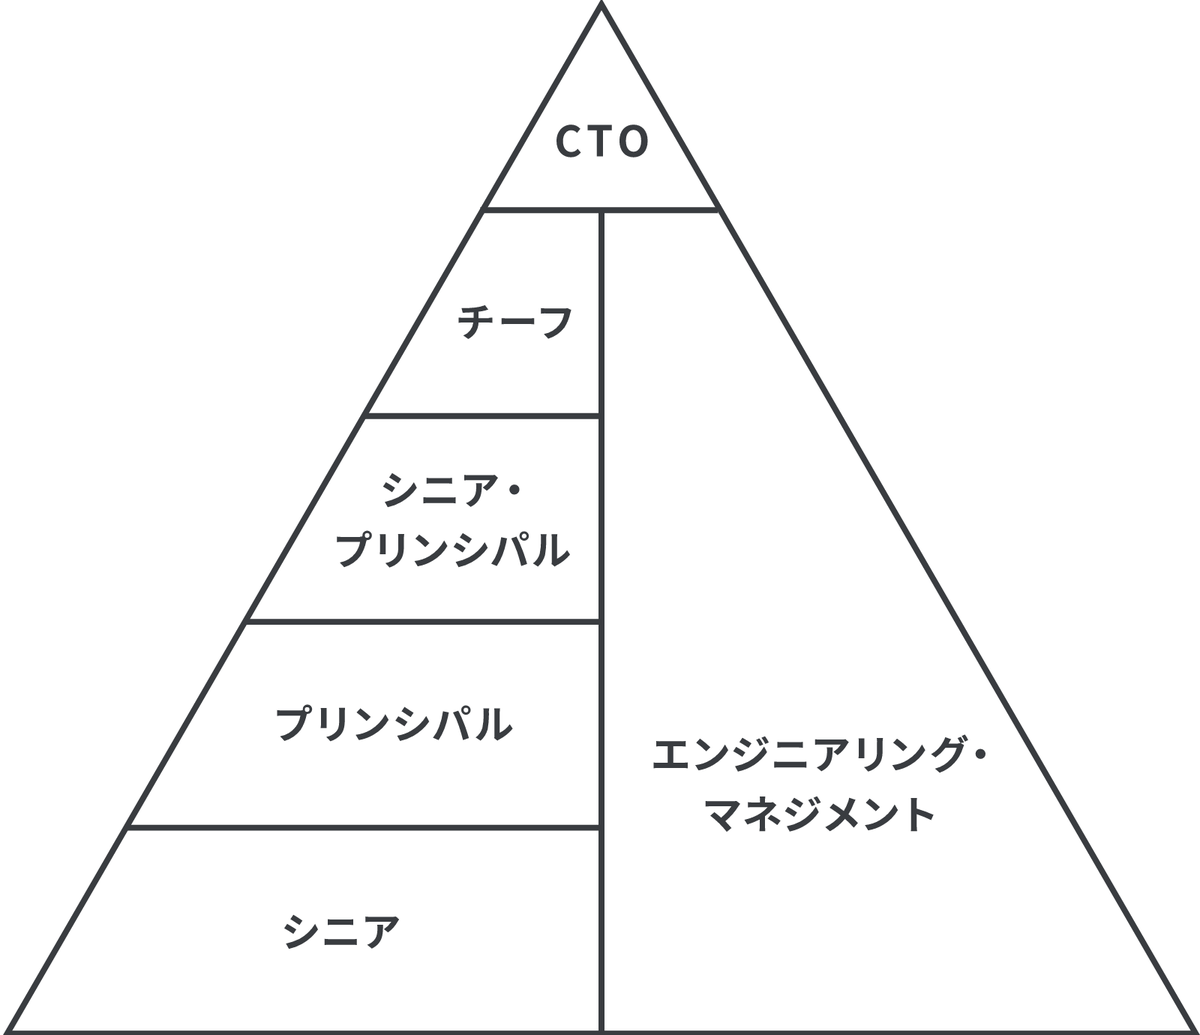 CTO
チーフ
シニア・
プリンシパル
プリンシパル
シニア
エンジニアリング・
マネジメント